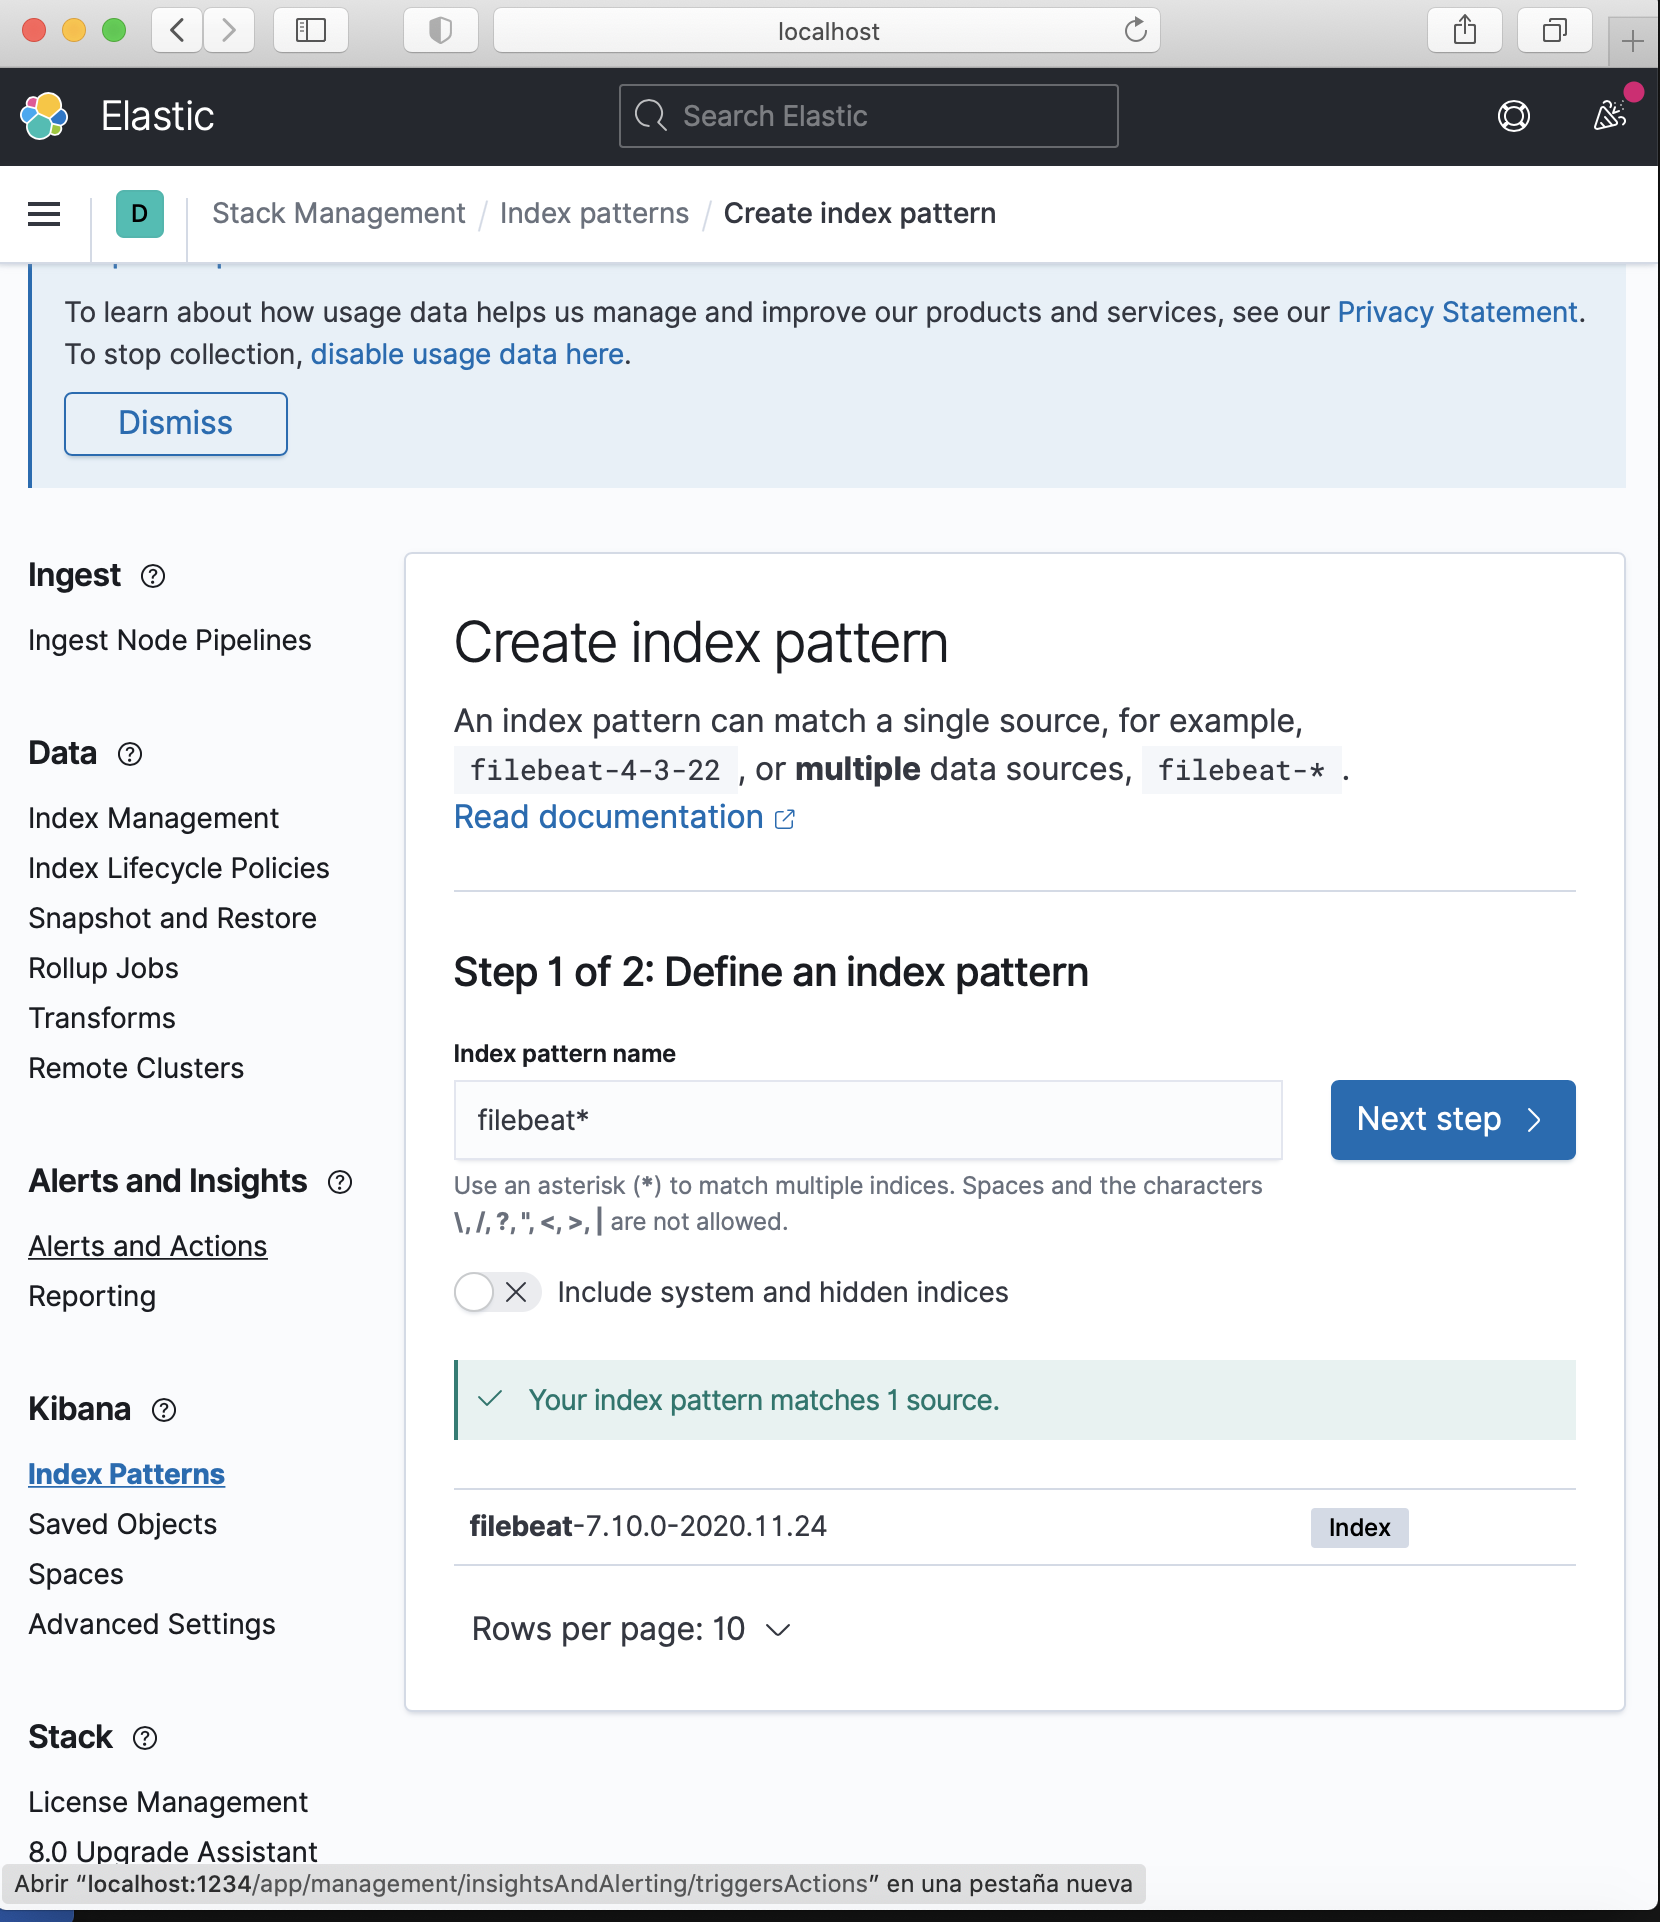 localhost
Elastic
Search Elastic
D
Stack Management / Index patterns / Create index pattern
To learn about how usage data helps us manage and improve our products and services, see our Privacy Statement.
To stop collection, disable usage data here.
Dismiss
Ingest
Ingest Node Pipelines
Data
Index Management
Index Lifecycle Policies
Snapshot and Restore
Rollup Jobs
Transforms
Remote Clusters
Alerts and Insights
Alerts and Actions
Reporting
Kibana
Index Patterns
Saved Objects
Spaces
Advanced Settings
Stack
License Management
8.0 Upgrade Assistant
Create index pattern
An index pattern can match a single source, for example,
filebeat-4-3-22 , or multiple data sources, filebeat-* .
Read documentation
Step 1 of 2: Define an index pattern
Index pattern name
filebeat*
Next step
Use an asterisk (*) to match multiple indices. Spaces and the characters
\, /, ?, ", <, >, | are not allowed.
Include system and hidden indices
Your index pattern matches 1 source.
filebeat-7.10.0-2020.11.24
Index
Rows per page: 10
Abrir “localhost:1234/app/management/insightsAndAlerting/triggersActions” en una pestaña nueva